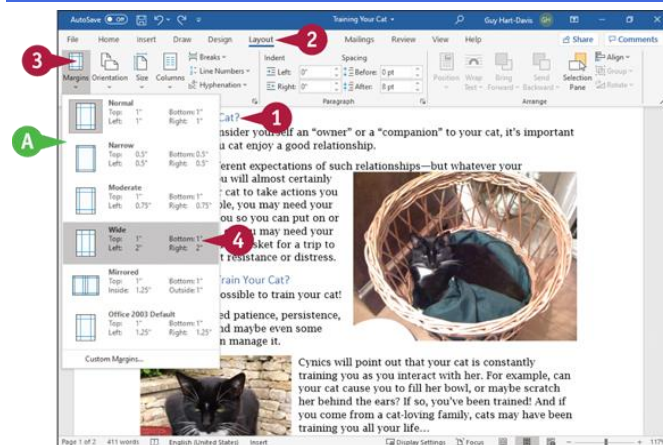 AutoSave Off Training Your Cat Guy Hart-Davis GH
File Home Insert Draw Design Layout Mailings Review View Help Share Comments
3 2
Margins Orientation Size Columns Breaks Line Numbers Hyphenation
Indent Spacing
Left: 0" Before: 0 pt
Right: 0" After: 8 pt
Position Wrap Text Bring Forward Send Backward Selection Pane Align Group Rotate
Paragraph Arrange
Normal
Top: 1" Bottom: 1"
Left: 1" Right: 1"
A
Narrow
Top: 0.5" Bottom: 0.5"
Left: 0.5" Right: 0.5"
Moderate
Top: 1" Bottom: 1"
Left: 0.75" Right: 0.75"
Wide
Top: 1" Bottom: 1"
Left: 2" Right: 2"
4
Mirrored
Top: 1" Bottom: 1"
Inside: 1.25" Outside: 1"
Office 2003 Default
Top: 1" Bottom: 1"
Left: 1.25" Right: 1.25"
Custom Margins...
Cat? 1
nsider yourself an “owner” or a “companion” to your cat, it's important
u cat enjoy a good relationship.
erent expectations of such relationships—but whatever your
u will almost certainly
r cat to take actions you
ple, you may need your
ou so you can put on or
u may need your
sket for a trip to
t resistance or distress.
Train Your Cat?
ossible to train your cat!
ed patience, persistence,
nd maybe even some
n manage it.
Cynics will point out that your cat is constantly
training you as you interact with her. For example, can
your cat cause you to fill her bowl, or maybe scratch
her behind the ears? If so, you've been trained! And if
you come from a cat-loving family, cats may have been
training you all your life...
Page 1 of 2 411 words English (United States) Insert Display Settings Focus 117%